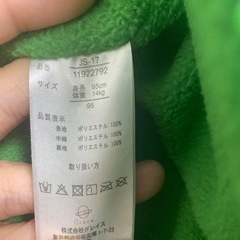 品番 JS-17
11922792
サイズ 身長 95cm
体重 14kg
95
品質表示
表地 ポリエステル 100%
中綿 ポリエステル 100%
裏地 ポリエステル 100%
取り扱い方
Grace
株式会社グレイス